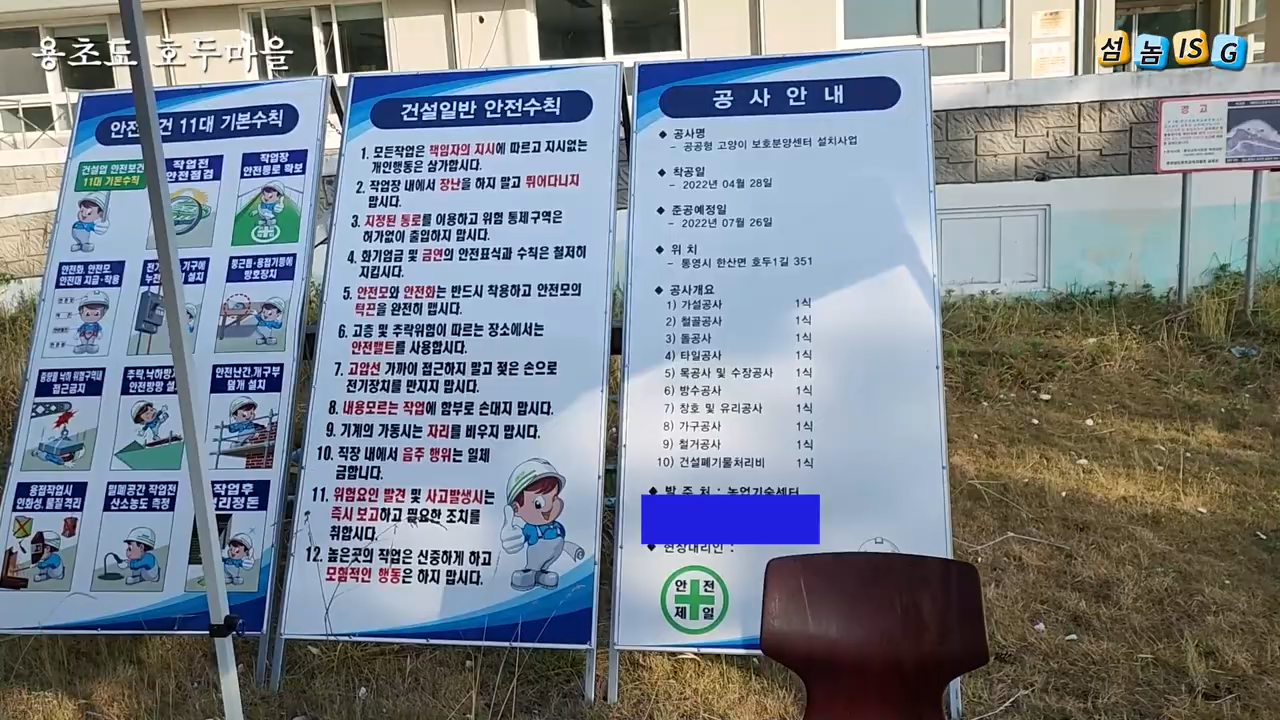 용초도 호두마을
섬놈ISG
안전보건 11대 기본수칙
건설업 안전보건
11대 기본수칙
작업전
안전점검
작업장
안전통로 확보
안전화, 안전모
안전대 지급·착용
방호장치
접근금지
안전난간,개구부
덮개 설치
용접작업시
인화성, 물질 격리
밀폐공간 작업전
산소농도 측정
작업후
건설일반 안전수칙
1. 모든작업은 책임자의 지시에 따르고 지시없는
개인행동은 삼가합시다.
2. 작업장 내에서 장난을 하지 말고 뛰어다니지
맙시다.
3. 지정된 통로를 이용하고 위험 통제구역은
허가없이 출입하지 맙시다.
4. 화기엄금 및 금연의 안전표식과 수칙은 철저히
지킵시다.
5. 안전모와 안전화는 반드시 착용하고 안전모의
턱끈을 완전히 맵시다.
6. 고층 및 추락위험이 따르는 장소에서는
안전밸트를 사용합시다.
7. 고압선 가까이 접근하지 말고 젖은 손으로
전기장치를 만지지 맙시다.
8. 내용모르는 작업에 함부로 손대지 맙시다.
9. 기계의 가동시는 자리를 비우지 맙시다.
10. 직장 내에서 음주 행위는 일체
금합니다.
11. 위험요인 발견 및 사고발생시는
즉시 보고하고 필요한 조치를
취합시다.
12. 높은곳의 작업은 신중하게 하고
모험적인 행동은 하지 맙시다.
공 사 안 내
◆ 공사명
- 공공형 고양이 보호분양센터 설치사업
◆ 착공일
- 2022년 04월 28일
◆ 준공예정일
- 2022년 07월 26일
◆ 위 치
- 통영시 한산면 호두1길 351
◆ 공사개요
1) 가설공사 1식
2) 철골공사 1식
3) 돌공사 1식
4) 타일공사 1식
5) 목공사 및 수장공사 1식
6) 방수공사 1식
7) 창호 및 유리공사 1식
8) 가구공사 1식
9) 철거공사 1식
10) 건설폐기물처리비 1식
◆ 발 주 처 : 농업기술센터
◆ 현장대리인 :
안전
제일
경 고